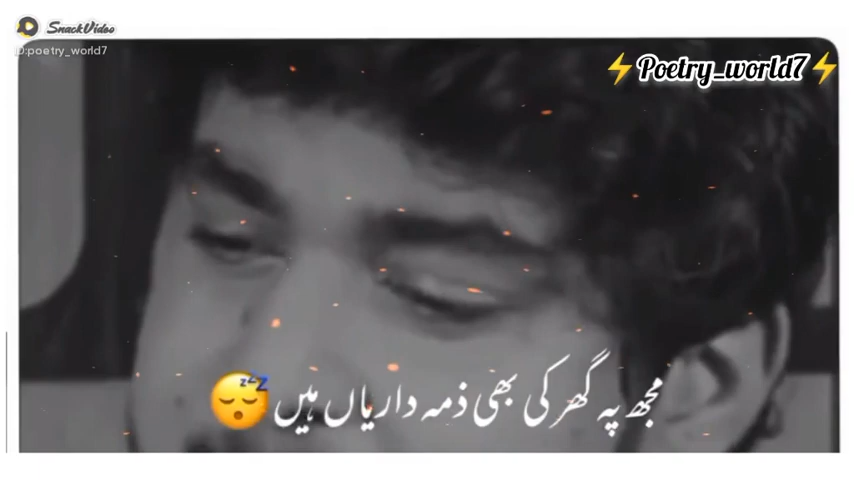 SnackVideo
ID:poetry_world7
⚡Poetry_world7⚡
مجھ پہ گھر کی بھی ذمہ داریاں ہیں 😴